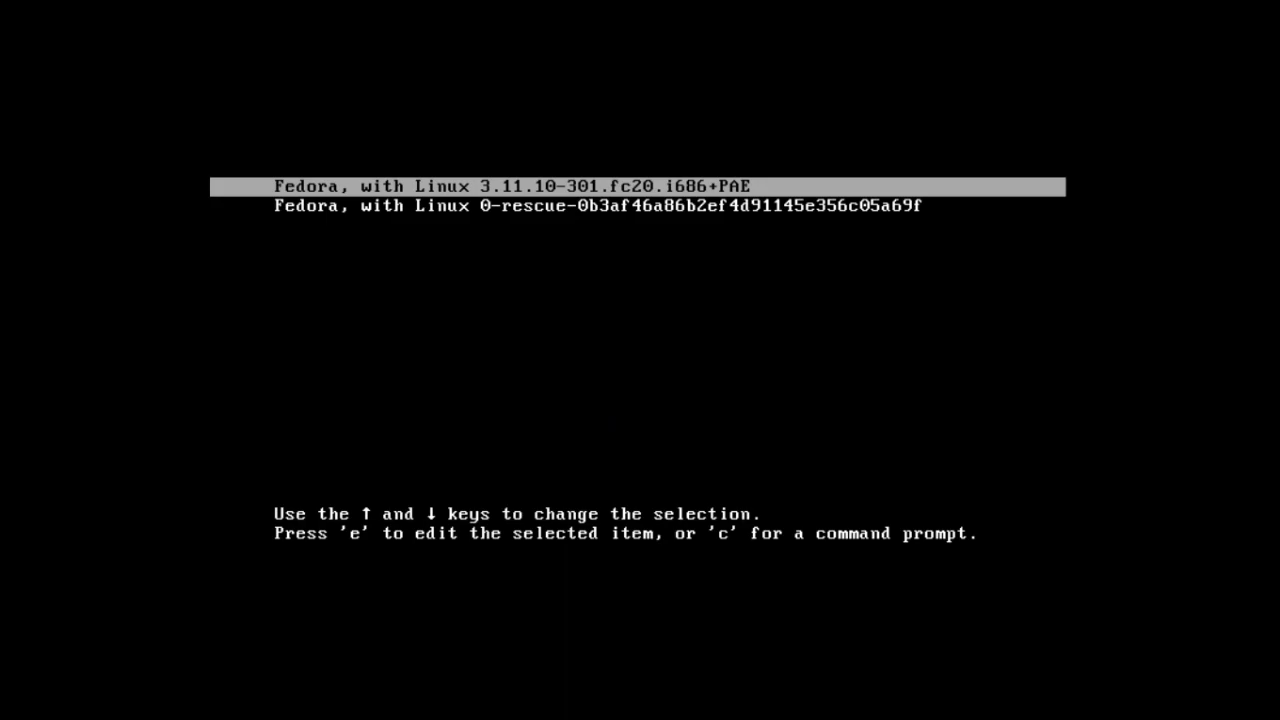 Fedora, with Linux 3.11.10-301.fc20.i686+PAE
Fedora, with Linux 0-rescue-0b3af46a86b2ef4d91145e356c05a69f
Use the ↑ and ↓ keys to change the selection.
Press 'e' to edit the selected item, or 'c' for a command prompt.